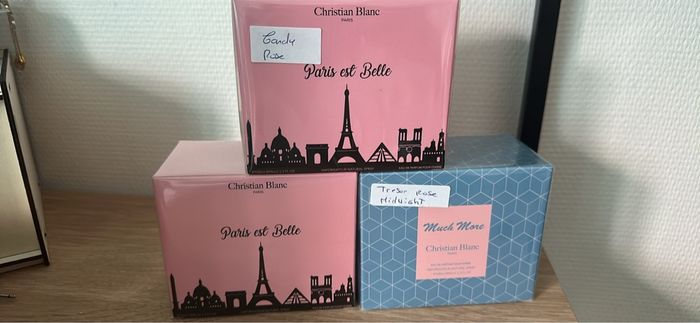 Christian Blanc
PARIS
Candy
Rose
Paris est Belle
Christian Blanc
PARIS
Paris est Belle
Tresor Rose
Midnight
Much More
Christian Blanc
PARIS